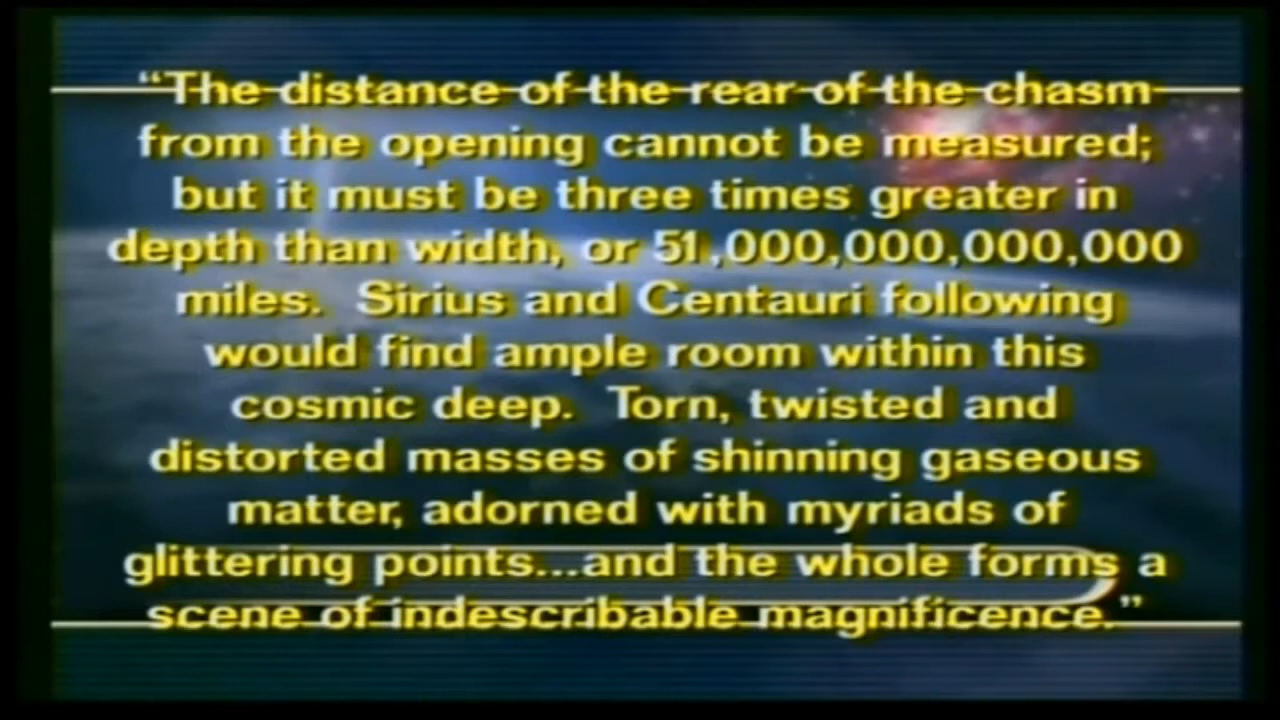 “The distance of the rear of the chasm
from the opening cannot be measured;
but it must be three times greater in
depth than width, or 51,000,000,000,000
miles. Sirius and Centauri following
would find ample room within this
cosmic deep. Torn, twisted and
distorted masses of shinning gaseous
matter, adorned with myriads of
glittering points...and the whole forms a
scene of indescribable magnificence.”